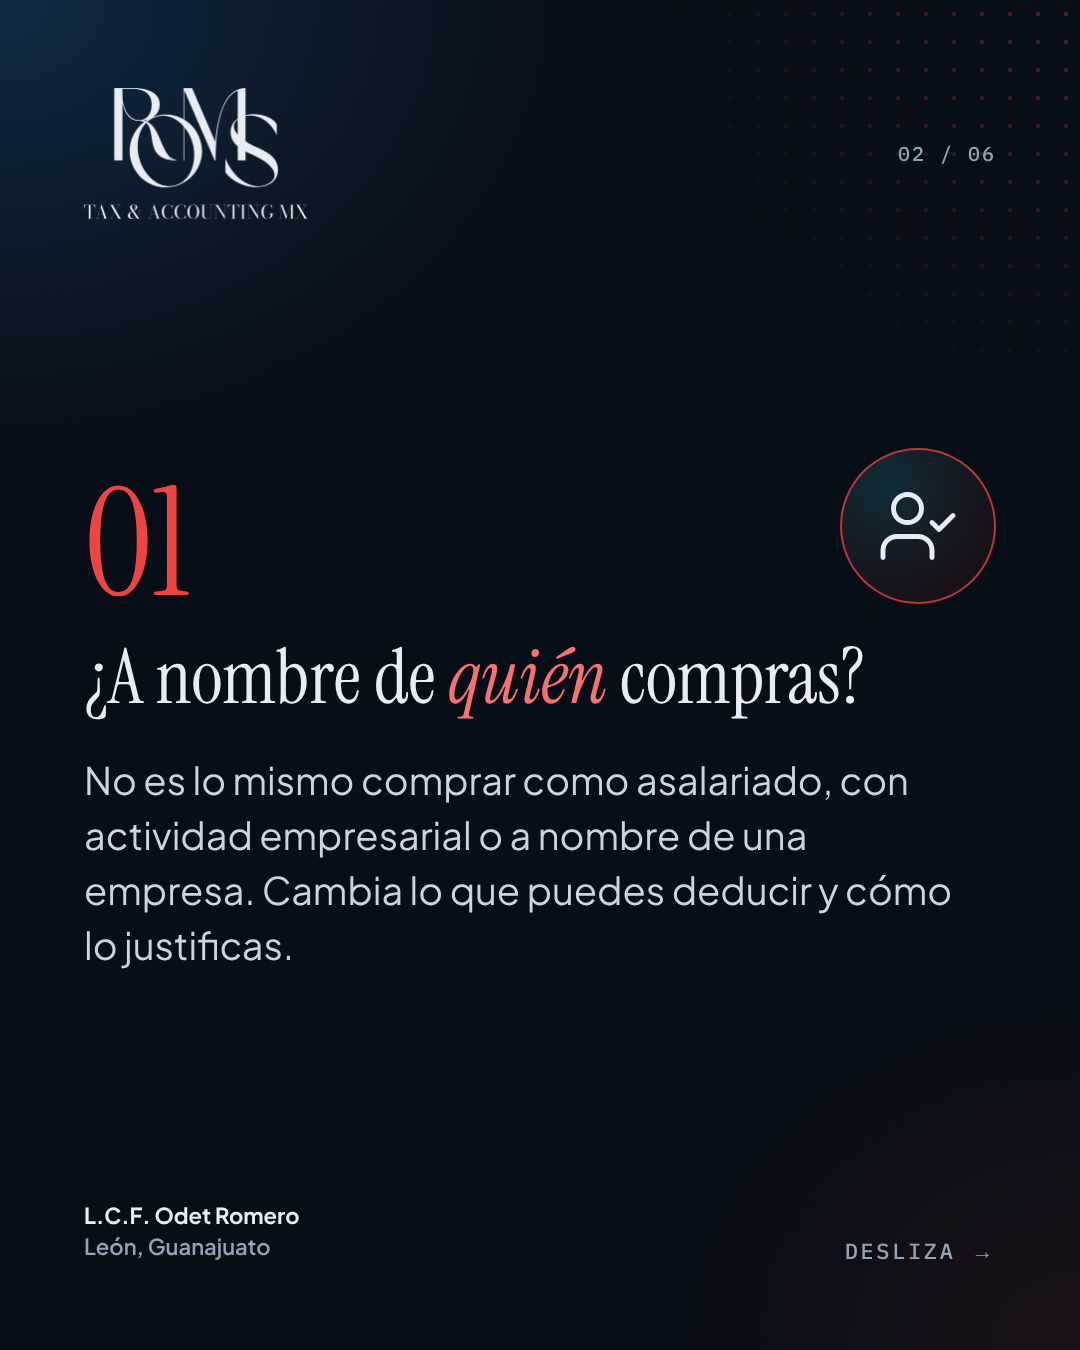 ROMS
TAX & ACCOUNTING MX
02 / 06
01
¿A nombre de quién compras?
No es lo mismo comprar como asalariado, con
actividad empresarial o a nombre de una
empresa. Cambia lo que puedes deducir y cómo
lo justificas.
L.C.F. Odet Romero
León, Guanajuato
DESLIZA →